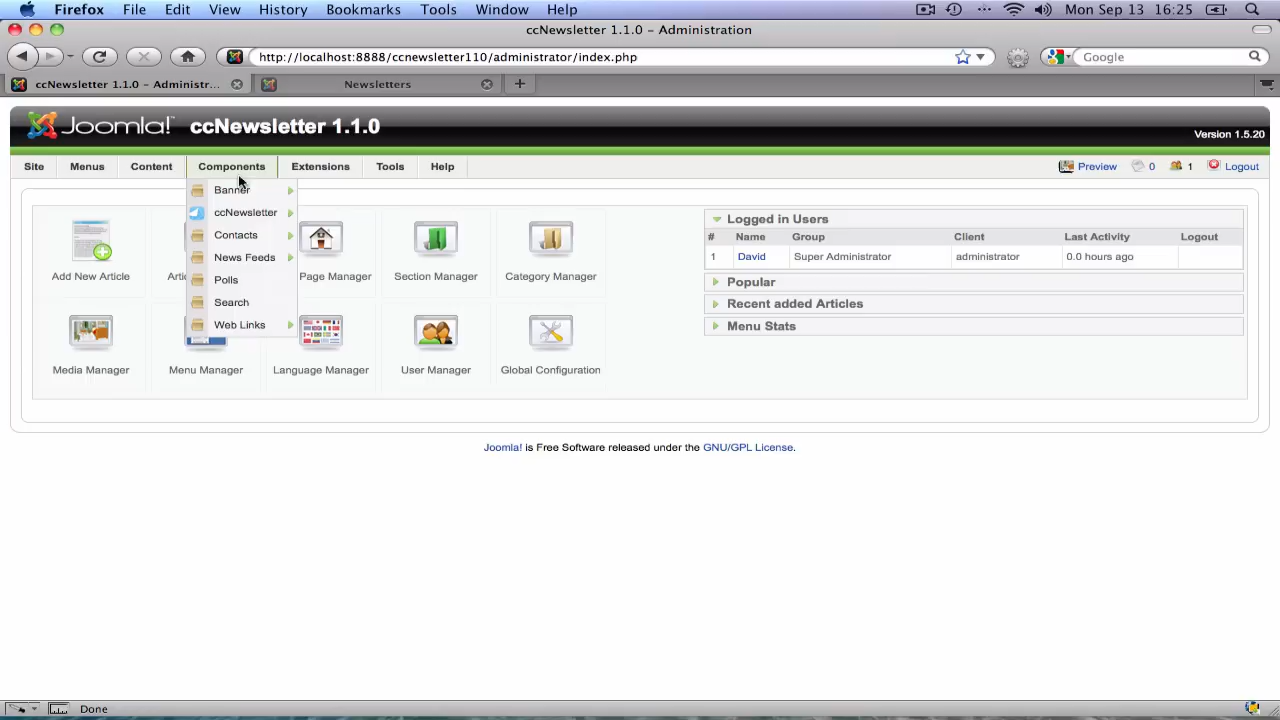 Firefox File Edit View History Bookmarks Tools Window Help Mon Sep 13 16:25
ccNewsletter 1.1.0 - Administration
http://localhost:8888/ccnewsletter110/administrator/index.php Google
ccNewsletter 1.1.0 - Administr... Newsletters
Joomla! ccNewsletter 1.1.0
Version 1.5.20
Site Menus Content Components Extensions Tools Help Preview 0 1 Logout
Banner
ccNewsletter
Contacts
News Feeds
Polls
Search
Web Links
Add New Article
Page Manager
Section Manager
Category Manager
Media Manager
Menu Manager
Language Manager
User Manager
Global Configuration
Logged in Users
# Name Group Client Last Activity Logout
1 David Super Administrator administrator 0.0 hours ago
Popular
Recent added Articles
Menu Stats
Joomla! is Free Software released under the GNU/GPL License.
Done